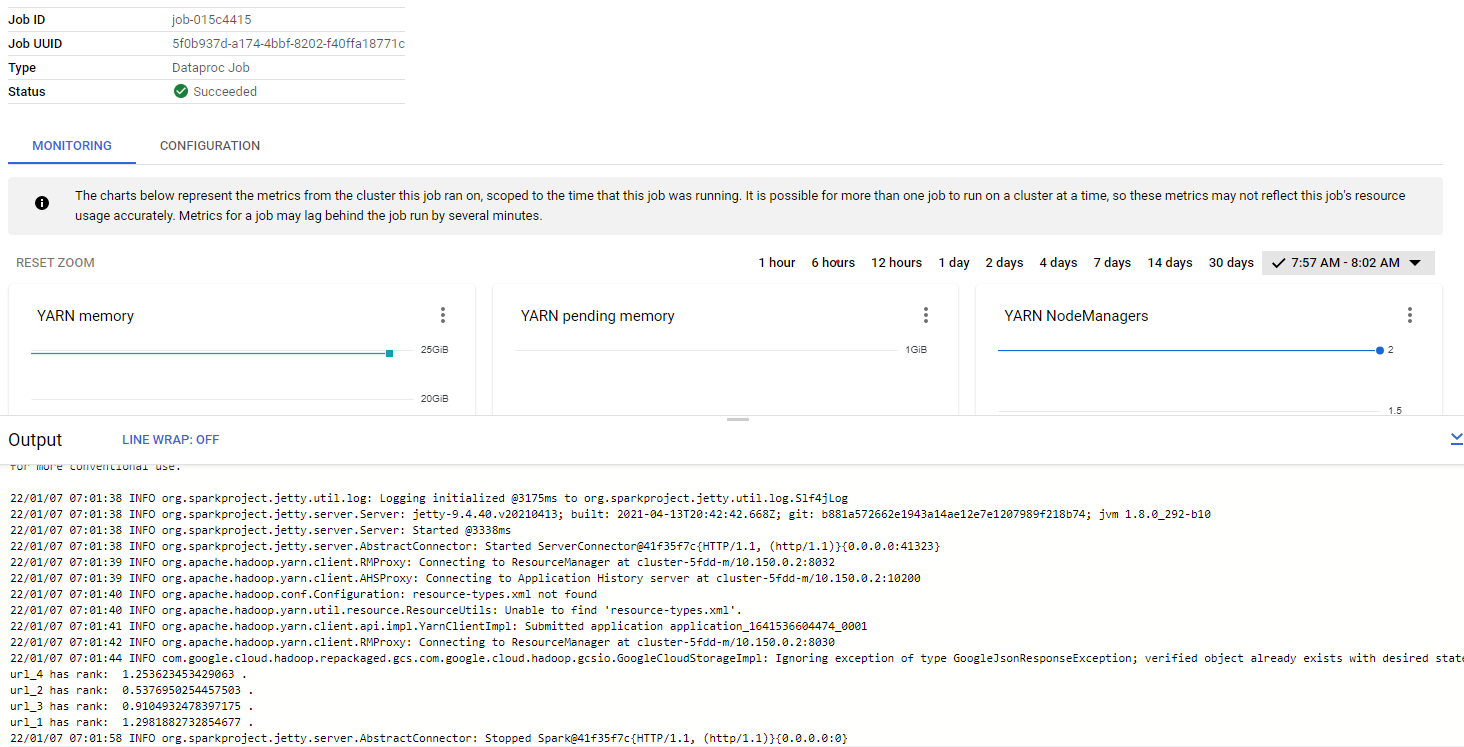 Job ID job-015c4415
Job UUID 5f0b937d-a174-4bbf-8202-f40ffa18771c
Type Dataproc Job
Status Succeeded
MONITORING CONFIGURATION
The charts below represent the metrics from the cluster this job ran on, scoped to the time that this job was running. It is possible for more than one job to run on a cluster at a time, so these metrics may not reflect this job's resource
usage accurately. Metrics for a job may lag behind the job run by several minutes.
RESET ZOOM 1 hour 6 hours 12 hours 1 day 2 days 4 days 7 days 14 days 30 days 7:57 AM - 8:02 AM
YARN memory YARN pending memory YARN NodeManagers
25GiB 1GiB 2
20GiB 1.5
Output LINE WRAP: OFF
for more conventional use.
22/01/07 07:01:38 INFO org.sparkproject.jetty.util.log: Logging initialized @3175ms to org.sparkproject.jetty.util.log.Slf4jLog
22/01/07 07:01:38 INFO org.sparkproject.jetty.server.Server: jetty-9.4.40.v20210413; built: 2021-04-13T20:42:42.668Z; git: b881a572662e1943a14ae12e7e1207989f218b74; jvm 1.8.0_292-b10
22/01/07 07:01:38 INFO org.sparkproject.jetty.server.Server: Started @3338ms
22/01/07 07:01:38 INFO org.sparkproject.jetty.server.AbstractConnector: Started ServerConnector@41f35f7c{HTTP/1.1, (http/1.1)}{0.0.0.0:41323}
22/01/07 07:01:39 INFO org.apache.hadoop.yarn.client.RMProxy: Connecting to ResourceManager at cluster-5fdd-m/10.150.0.2:8032
22/01/07 07:01:39 INFO org.apache.hadoop.yarn.client.AHSProxy: Connecting to Application History server at cluster-5fdd-m/10.150.0.2:10200
22/01/07 07:01:40 INFO org.apache.hadoop.conf.Configuration: resource-types.xml not found
22/01/07 07:01:40 INFO org.apache.hadoop.yarn.util.resource.ResourceUtils: Unable to find 'resource-types.xml'.
22/01/07 07:01:41 INFO org.apache.hadoop.yarn.client.api.impl.YarnClientImpl: Submitted application application_1641536604474_0001
22/01/07 07:01:42 INFO org.apache.hadoop.yarn.client.RMProxy: Connecting to ResourceManager at cluster-5fdd-m/10.150.0.2:8030
22/01/07 07:01:44 INFO com.google.cloud.hadoop.repackaged.gcs.com.google.cloud.hadoop.gcsio.GoogleCloudStorageImpl: Ignoring exception of type GoogleJsonResponseException; verified object already exists with desired state
url_4 has rank:  1.253623453429063 .
url_2 has rank:  0.5376950254457503 .
url_3 has rank:  0.9104932478397175 .
url_1 has rank:  1.2981882732854677 .
22/01/07 07:01:58 INFO org.sparkproject.jetty.server.AbstractConnector: Stopped Spark@41f35f7c{HTTP/1.1, (http/1.1)}{0.0.0.0:0}